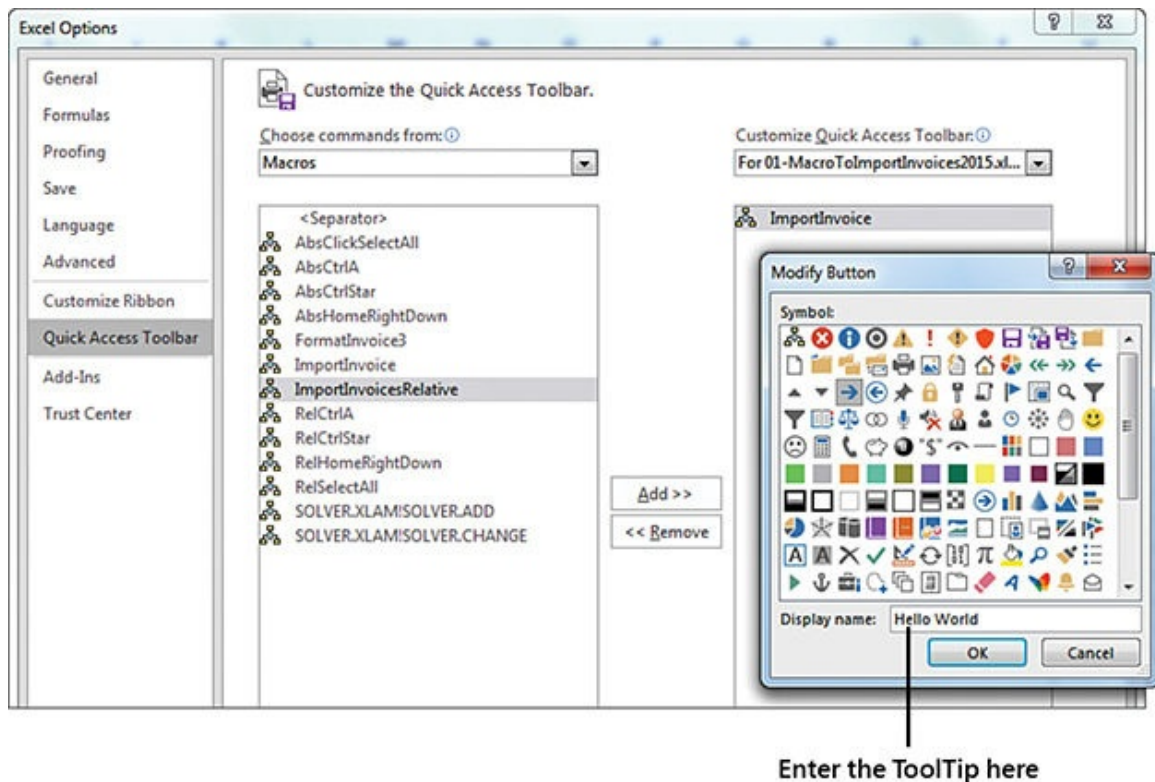 Excel Options
General
Formulas
Proofing
Save
Language
Advanced
Customize Ribbon
Quick Access Toolbar
Add-Ins
Trust Center
Customize the Quick Access Toolbar.
Choose commands from:
Macros
<Separator>
AbsClickSelectAll
AbsCtrlA
AbsCtrlStar
AbsHomeRightDown
FormatInvoice3
ImportInvoice
ImportInvoicesRelative
RelCtrlA
RelCtrlStar
RelHomeRightDown
RelSelectAll
SOLVER.XLAM!SOLVER.ADD
SOLVER.XLAM!SOLVER.CHANGE
Add >>
<< Remove
Customize Quick Access Toolbar:
For 01-MacroToImportInvoices2015.xl...
ImportInvoice
Modify Button
Symbol:
Display name: Hello World
OK Cancel
Enter the ToolTip here